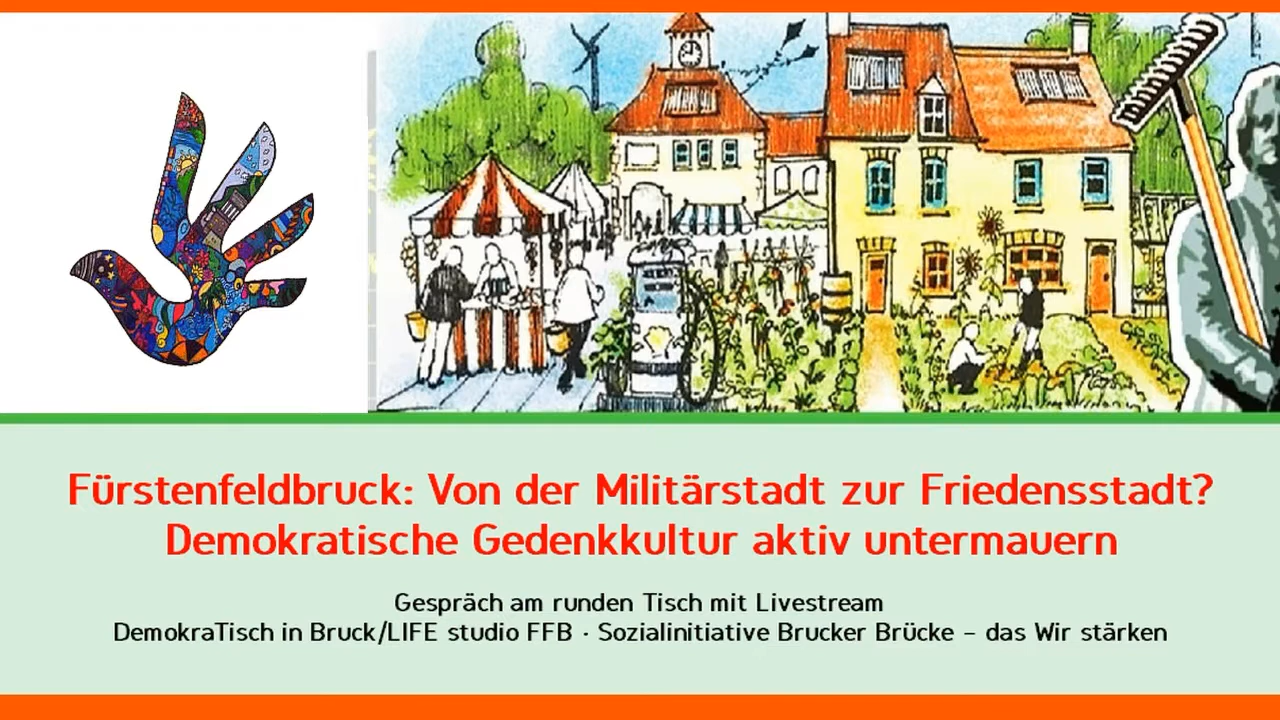 Fürstenfeldbruck: Von der Militärstadt zur Friedensstadt?
Demokratische Gedenkkultur aktiv untermauern
Gespräch am runden Tisch mit Livestream
DemokraTisch in Bruck/LIFE studio FFB · Sozialinitiative Brucker Brücke – das Wir stärken